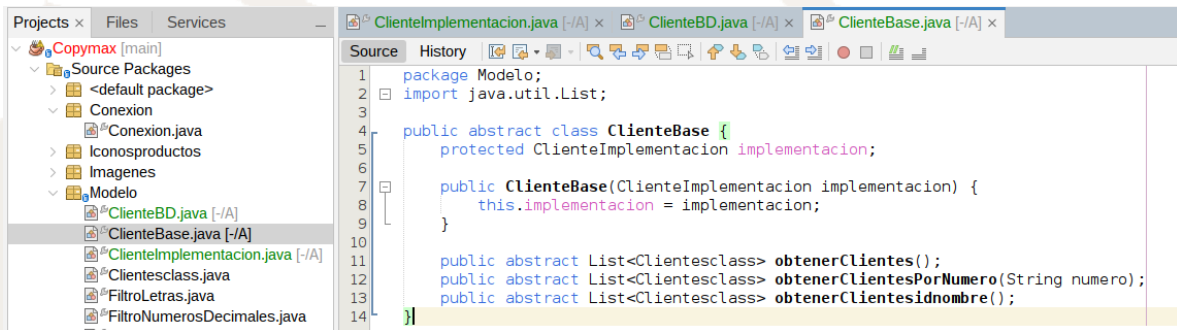 Projects × Files Services
Copymax [main]
Source Packages
<default package>
Conexion
Conexion.java
Iconosproductos
Imagenes
Modelo
ClienteBD.java [-/A]
ClienteBase.java [-/A]
ClienteImplementacion.java [-/A]
Clientesclass.java
FiltroLetras.java
FiltroNumerosDecimales.java
ClienteImplementacion.java [-/A] × ClienteBD.java [-/A] × ClienteBase.java [-/A] ×
Source History
1 package Modelo;
2 import java.util.List;
3
4 public abstract class ClienteBase {
5 protected ClienteImplementacion implementacion;
6
7 public ClienteBase(ClienteImplementacion implementacion) {
8 this.implementacion = implementacion;
9 }
10
11 public abstract List<Clientesclass> obtenerClientes();
12 public abstract List<Clientesclass> obtenerClientesPorNumero(String numero);
13 public abstract List<Clientesclass> obtenerClientesidnombre();
14 }